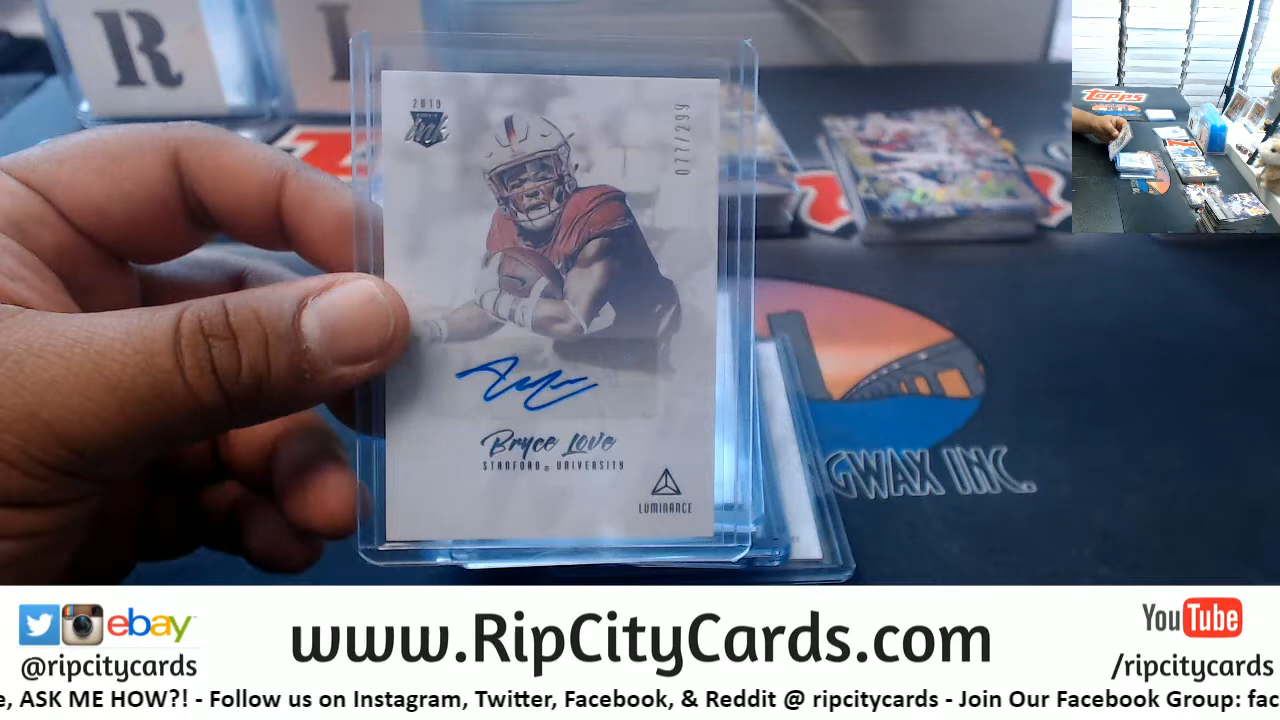 R
2019
Ink
077/299
Bryce Love
STANFORD® UNIVERSITY
LUMINANCE
GWAX INC.
Topps
ebay
@ripcitycards
www.RipCityCards.com
YouTube
/ripcitycards
e, ASK ME HOW?! - Follow us on Instagram, Twitter, Facebook, & Reddit @ ripcitycards - Join Our Facebook Group: fac